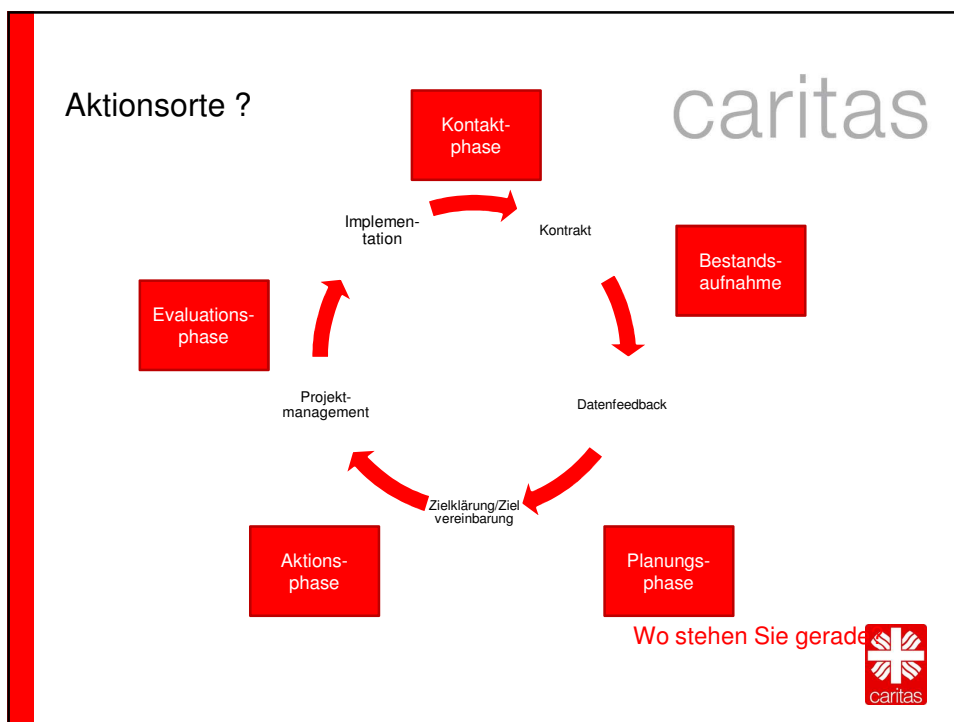 Aktionsorte ?
caritas
Kontakt-
phase
Implemen-
tation
Kontrakt
Bestands-
aufnahme
Evaluations-
phase
Projekt-
management
Datenfeedback
Zielklärung/Ziel
vereinbarung
Aktions-
phase
Planungs-
phase
Wo stehen Sie gerade
caritas